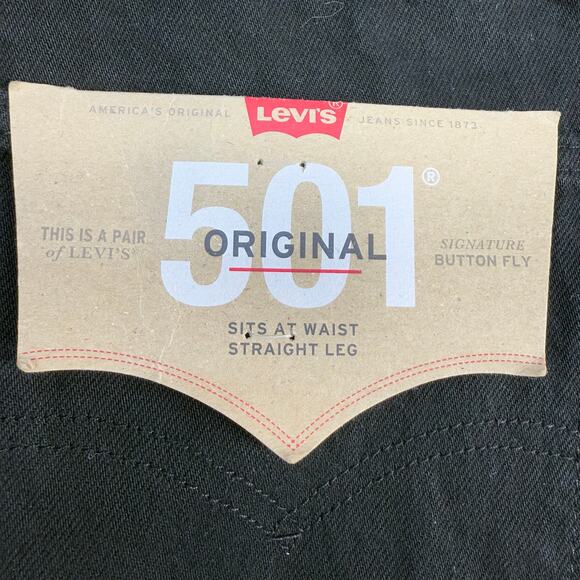 AMERICA'S ORIGINAL
LEVI'S®
JEANS SINCE 1873
501®
ORIGINAL
THIS IS A PAIR
of LEVI'S®
SIGNATURE
BUTTON FLY
SITS AT WAIST
STRAIGHT LEG